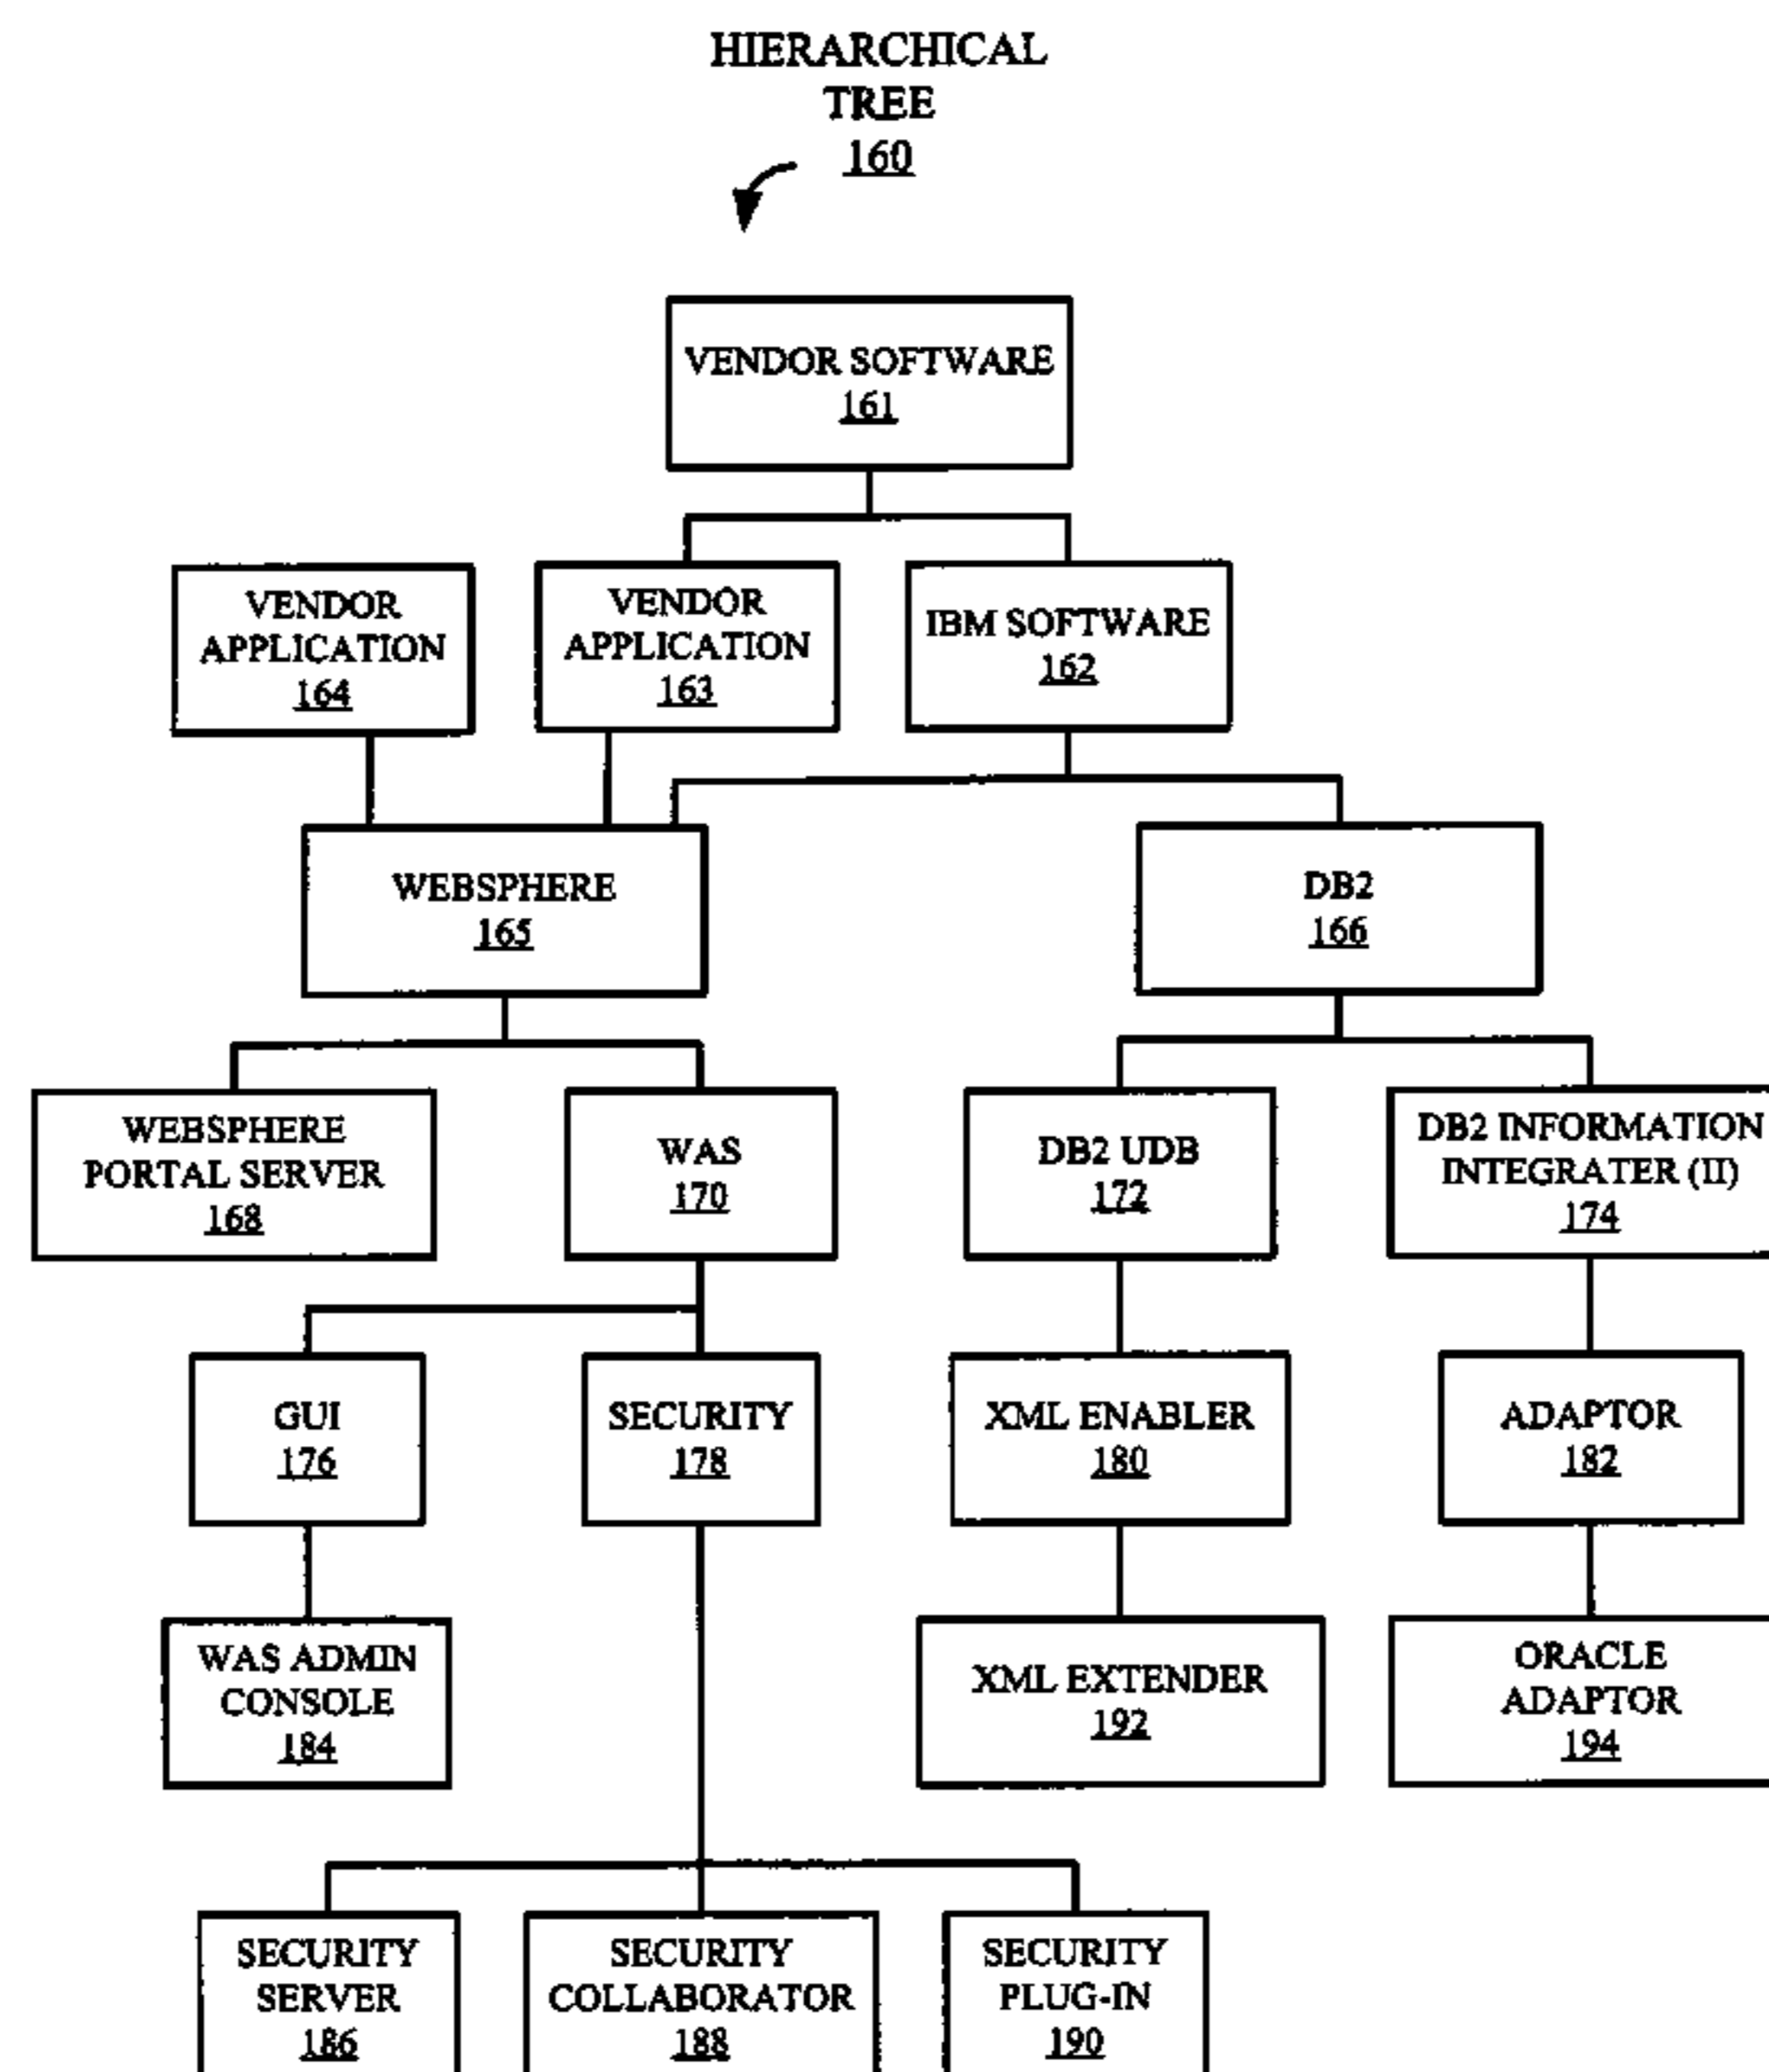 HIERARCHICAL
TREE
160
VENDOR SOFTWARE
161
VENDOR
APPLICATION
164
VENDOR
APPLICATION
163
IBM SOFTWARE
162
WEBSPHERE
165
DB2
166
WEBSPHERE
PORTAL SERVER
168
WAS
170
DB2 UDB
172
DB2 INFORMATION
INTEGRATER (II)
174
GUI
176
SECURITY
178
XML ENABLER
180
ADAPTOR
182
WAS ADMIN
CONSOLE
184
XML EXTENDER
192
ORACLE
ADAPTOR
194
SECURITY
SERVER
186
SECURITY
COLLABORATOR
188
SECURITY
PLUG-IN
190